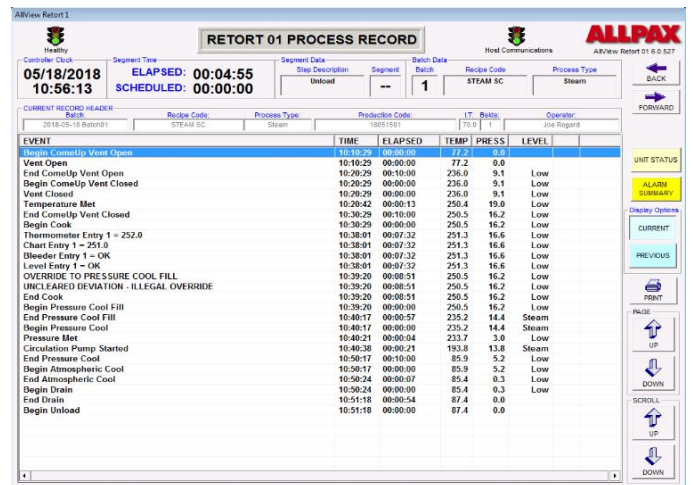 AllView Retort 1
Healthy
RETORT 01 PROCESS RECORD
Host Communications
ALLPAX
AllView Retort 01 6.0.527
Controller Clock
05/18/2018
10:56:13
Segment Time
ELAPSED: 00:04:55
SCHEDULED: 00:00:00
Segment Data
Step Description Segment
Unload --
Batch Data
Batch Recipe Code Process Type
1 STEAM SC Steam
BACK
FORWARD
CURRENT RECORD HEADER
Batch: Recipe Code: Process Type: Production Code: I.T. Bskts: Operator:
2018-05-18 Batch01 STEAM SC Steam 18051501 70.0 1 Joe Regard
EVENT TIME ELAPSED TEMP PRESS LEVEL
Begin ComeUp Vent Open 10:10:29 00:00:00 77.2 0.0
Vent Open 10:10:29 00:00:00 77.2 0.0
End ComeUp Vent Open 10:20:29 00:10:00 236.0 9.1 Low
Begin ComeUp Vent Closed 10:20:29 00:00:00 236.0 9.1 Low
Vent Closed 10:20:29 00:00:00 236.0 9.1 Low
Temperature Met 10:20:42 00:00:13 250.4 19.0 Low
End ComeUp Vent Closed 10:30:29 00:10:00 250.5 16.2 Low
Begin Cook 10:30:29 00:00:00 250.5 16.2 Low
Thermometer Entry 1 = 252.0 10:38:01 00:07:32 251.3 16.6 Low
Chart Entry 1 = 251.0 10:38:01 00:07:32 251.3 16.6 Low
Bleeder Entry 1 = OK 10:38:01 00:07:32 251.3 16.6 Low
Level Entry 1 = OK 10:38:01 00:07:32 251.3 16.6 Low
OVERRIDE TO PRESSURE COOL FILL 10:39:20 00:08:51 250.5 16.2 Low
UNCLEARED DEVIATION - ILLEGAL OVERRIDE 10:39:20 00:08:51 250.5 16.2 Low
End Cook 10:39:20 00:08:51 250.5 16.2 Low
Begin Pressure Cool Fill 10:39:20 00:00:00 250.5 16.2 Low
End Pressure Cool Fill 10:40:17 00:00:57 235.2 14.4 Steam
Begin Pressure Cool 10:40:17 00:00:00 235.2 14.4 Steam
Pressure Met 10:40:21 00:00:04 233.7 3.0 Low
Circulation Pump Started 10:40:38 00:00:21 193.8 13.8 Steam
End Pressure Cool 10:50:17 00:10:00 85.9 5.2 Low
Begin Atmospheric Cool 10:50:17 00:00:00 85.9 5.2 Low
End Atmospheric Cool 10:50:24 00:00:07 85.4 0.3 Low
Begin Drain 10:50:24 00:00:00 85.4 0.3 Low
End Drain 10:51:18 00:00:54 87.4 0.0
Begin Unload 10:51:18 00:00:00 87.4 0.0
UNIT STATUS
ALARM
SUMMARY
Display Options
CURRENT
PREVIOUS
PRINT
PAGE
UP
DOWN
SCROLL
UP
DOWN